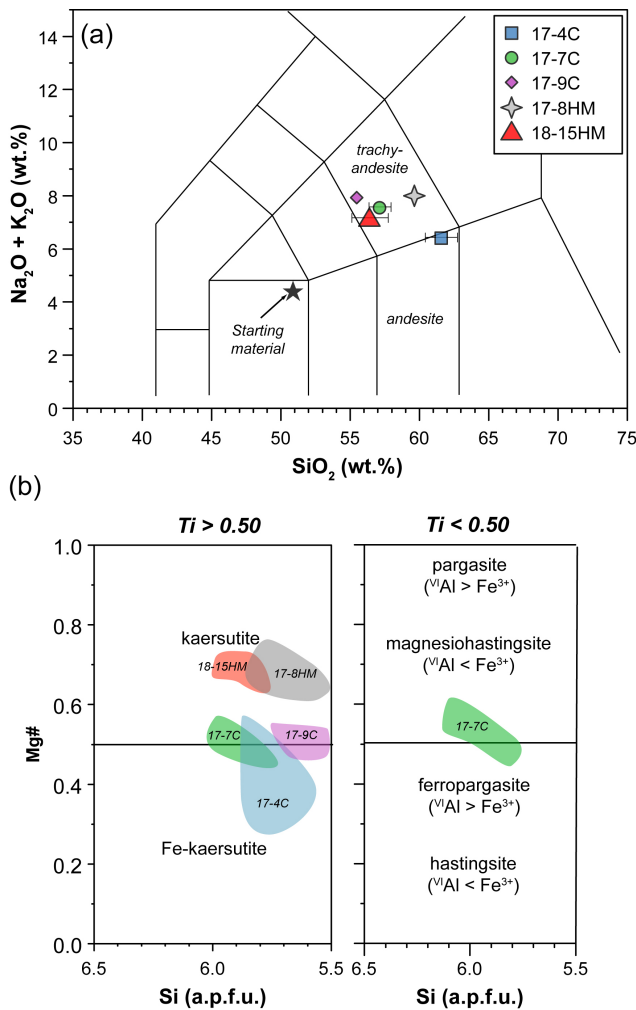 (a)
Na₂O + K₂O (wt.%)
14
12
10
8
6
4
2
0
17-4C
17-7C
17-9C
17-8HM
18-15HM
trachy-
andesite
andesite
Starting
material
35 40 45 50 55 60 65 70 75
SiO₂ (wt.%)
(b)
Ti > 0.50
Ti < 0.50
Mg#
1.0
0.8
0.6
0.4
0.2
0.0
kaersutite
18-15HM
17-8HM
17-7C
17-9C
17-4C
Fe-kaersutite
6.5 6.0 5.5
Si (a.p.f.u.)
pargasite
(ⱽᴵAl > Fe³⁺)
magnesiohastingsite
(ⱽᴵAl < Fe³⁺)
17-7C
ferropargasite
(ⱽᴵAl > Fe³⁺)
hastingsite
(ⱽᴵAl < Fe³⁺)
6.5 6.0 5.5
Si (a.p.f.u.)